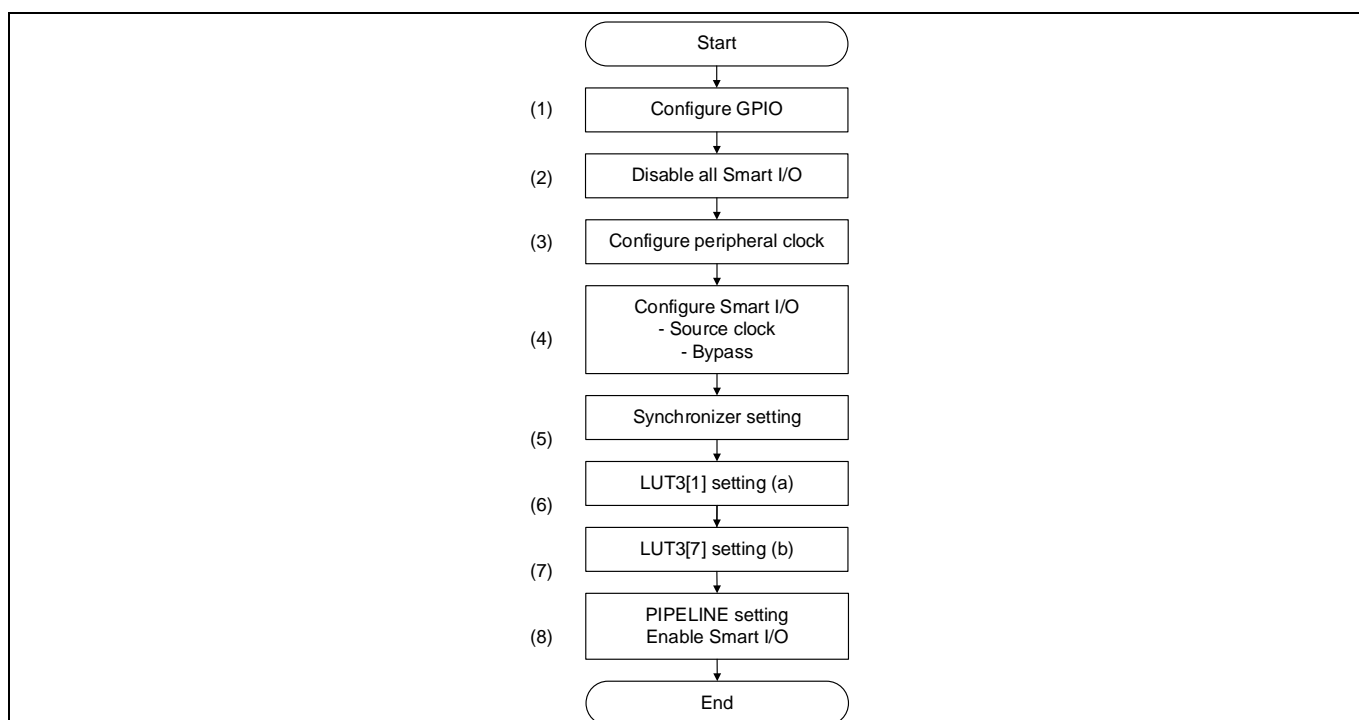 Start
(1)
Configure GPIO
(2)
Disable all Smart I/O
(3)
Configure peripheral clock
(4)
Configure Smart I/O
- Source clock
- Bypass
Synchronizer setting
(5)
LUT3[1] setting (a)
(6)
LUT3[7] setting (b)
(7)
PIPELINE setting
(8)
Enable Smart I/O
End